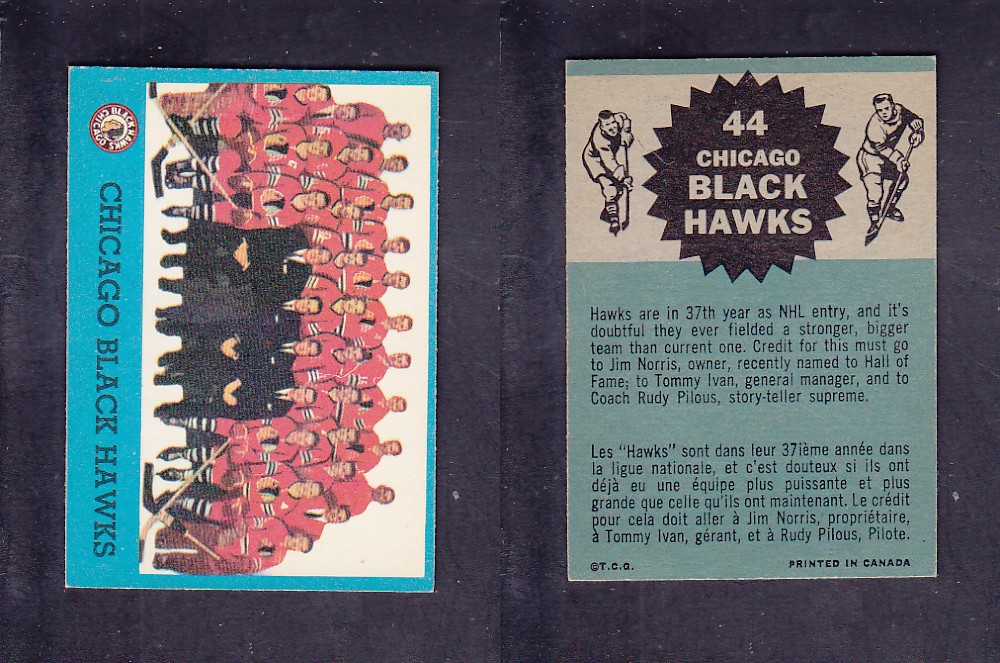 CHICAGO BLACK HAWKS
CHICAGO BLACK HAWKS
44
CHICAGO
BLACK
HAWKS
Hawks are in 37th year as NHL entry, and it's
doubtful they ever fielded a stronger, bigger
team than current one. Credit for this must go
to Jim Norris, owner, recently named to Hall of
Fame; to Tommy Ivan, general manager, and to
Coach Rudy Pilous, story-teller supreme.
Les "Hawks" sont dans leur 37ième année dans
la ligue nationale, et c'est douteux si ils ont
déjà eu une équipe plus puissante et plus
grande que celle qu'ils ont maintenant. Le crédit
pour cela doit aller à Jim Norris, propriétaire,
à Tommy Ivan, gérant, et à Rudy Pilous, Pilote.
©T.C.G. PRINTED IN CANADA